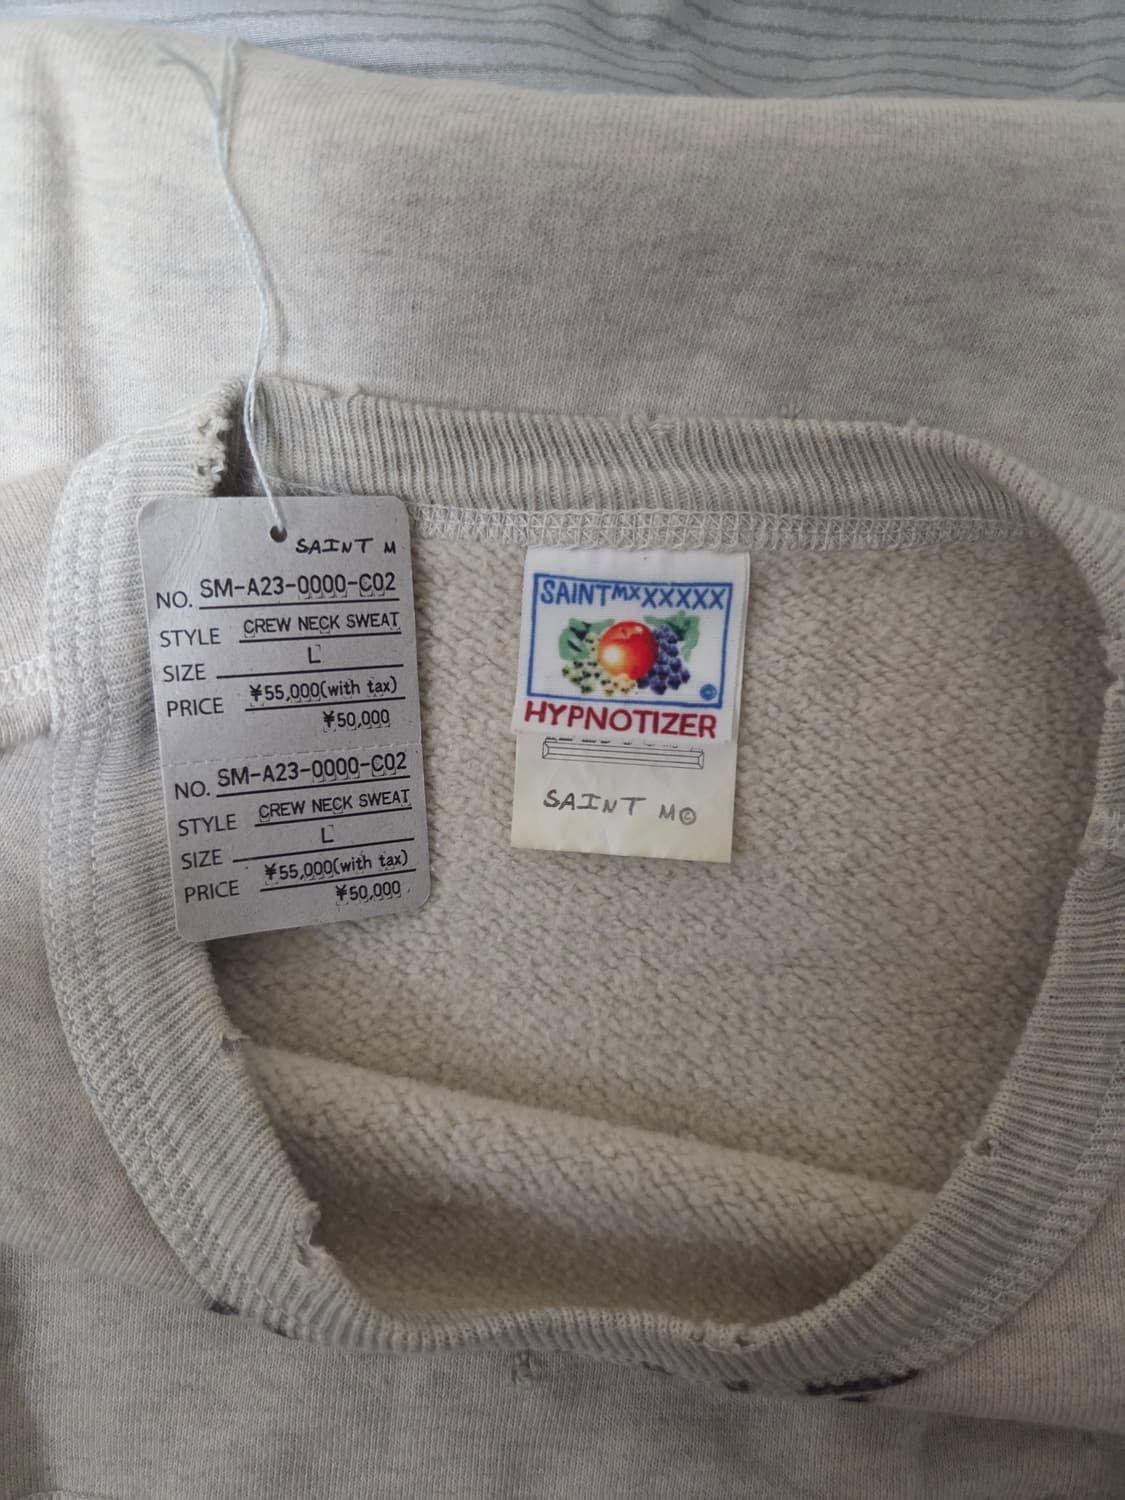 SAINT M
NO. SM-A23-0000-C02
STYLE CREW NECK SWEAT
SIZE L
PRICE ¥55,000(with tax)
¥50,000
NO. SM-A23-0000-C02
STYLE CREW NECK SWEAT
SIZE L
PRICE ¥55,000(with tax)
¥50,000
SAINT MXXXXXX
©
HYPNOTIZER
SAINT M©